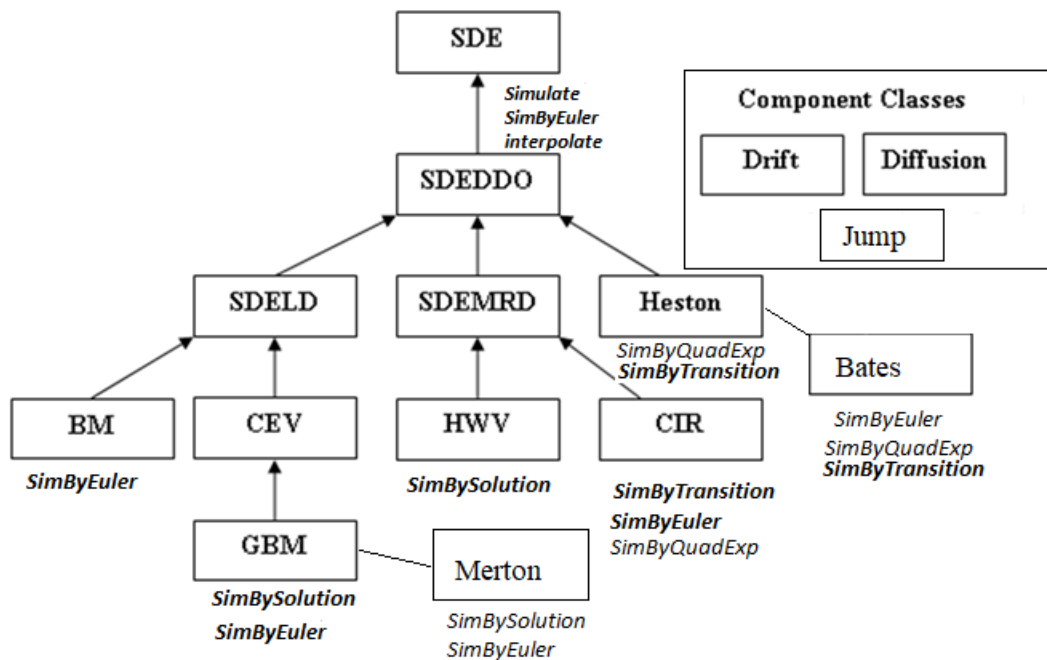 SDE
Simulate
SimByEuler
interpolate
Component Classes
Drift
Diffusion
Jump
SDEDDO
SDELD
SDEMRD
Heston
SimByQuadExp
SimByTransition
Bates
SimByEuler
SimByQuadExp
SimByTransition
BM
SimByEuler
CEV
HWV
SimBySolution
CIR
SimByTransition
SimByEuler
SimByQuadExp
GBM
SimBySolution
SimByEuler
Merton
SimBySolution
SimByEuler